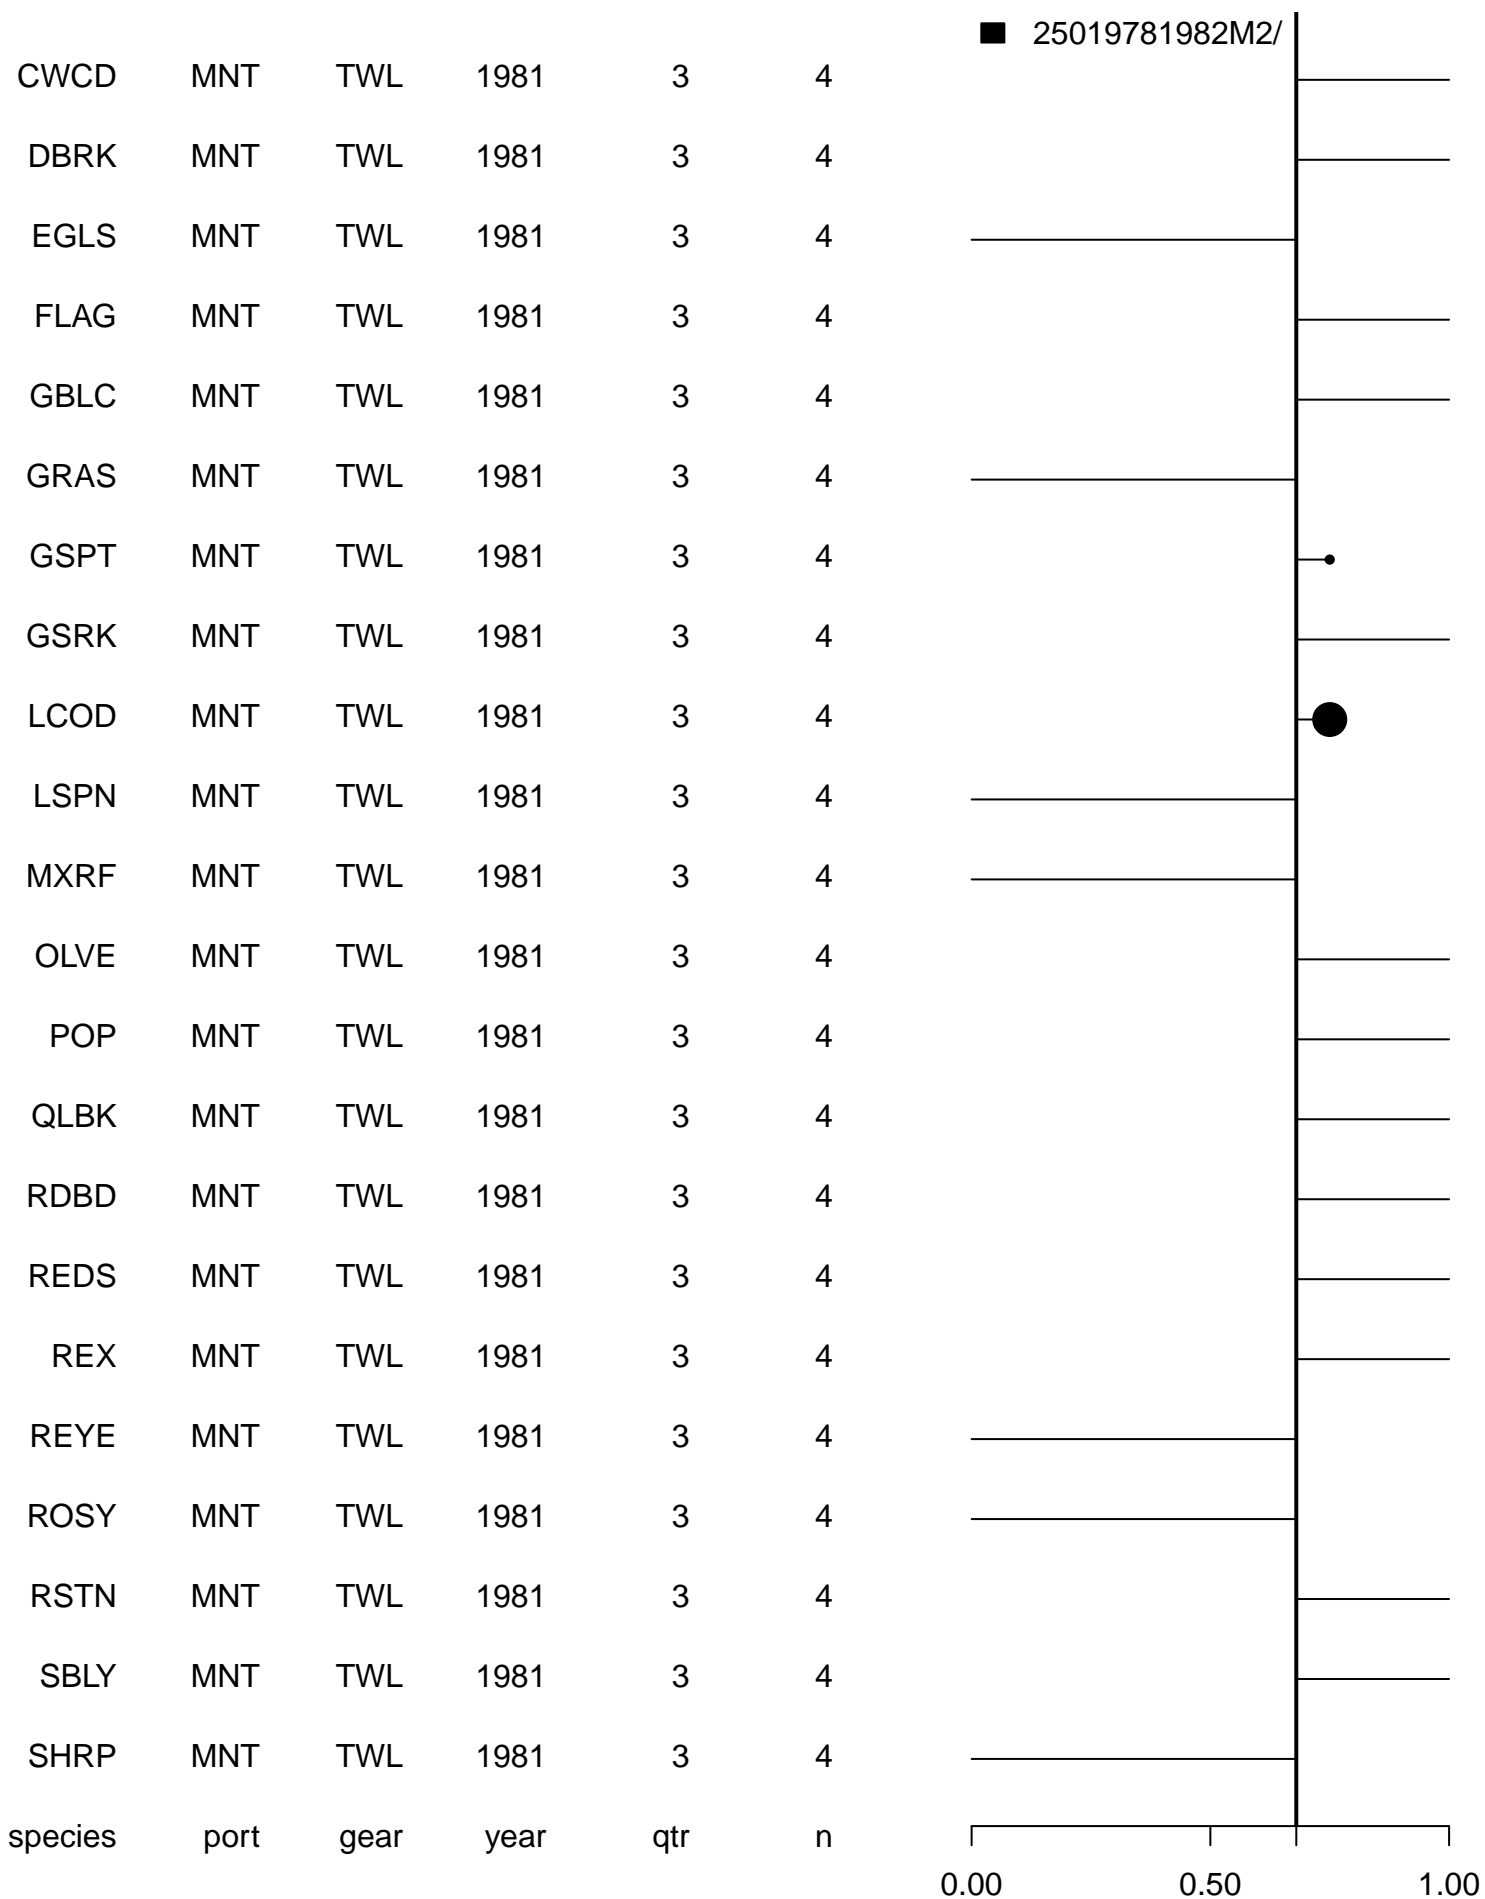 25019781982M2/
CWCD MNT TWL 1981 3 4
DBRK MNT TWL 1981 3 4
EGLS MNT TWL 1981 3 4
FLAG MNT TWL 1981 3 4
GBLC MNT TWL 1981 3 4
GRAS MNT TWL 1981 3 4
GSPT MNT TWL 1981 3 4
GSRK MNT TWL 1981 3 4
LCOD MNT TWL 1981 3 4
LSPN MNT TWL 1981 3 4
MXRF MNT TWL 1981 3 4
OLVE MNT TWL 1981 3 4
POP MNT TWL 1981 3 4
QLBK MNT TWL 1981 3 4
RDBD MNT TWL 1981 3 4
REDS MNT TWL 1981 3 4
REX MNT TWL 1981 3 4
REYE MNT TWL 1981 3 4
ROSY MNT TWL 1981 3 4
RSTN MNT TWL 1981 3 4
SBLY MNT TWL 1981 3 4
SHRP MNT TWL 1981 3 4
species port gear year qtr n
0.00 0.50 1.00